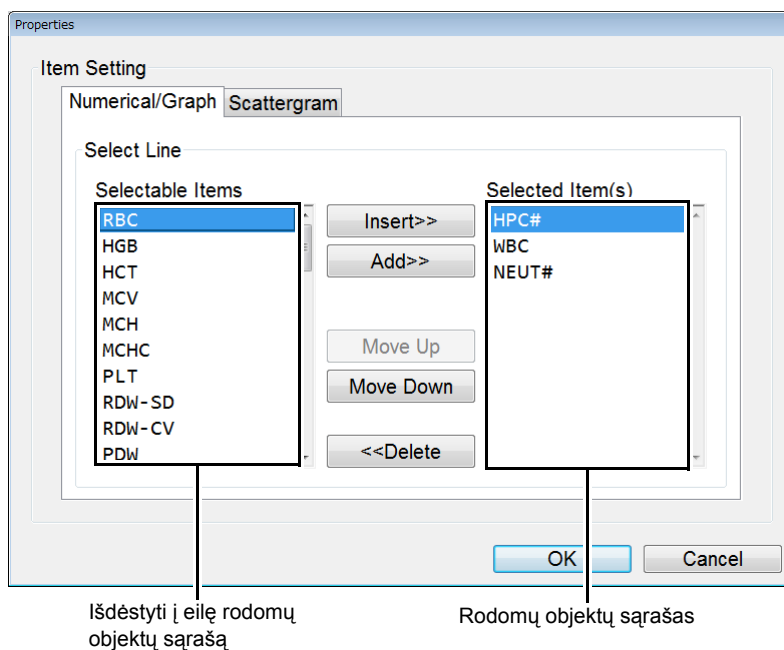 Properties
Item Setting
Numerical/Graph
Scattergram
Select Line
Selectable Items
RBC
HGB
HCT
MCV
MCH
MCHC
PLT
RDW-SD
RDW-CV
PDW
Insert>>
Add>>
Move Up
Move Down
<<Delete
Selected Item(s)
HPC#
WBC
NEUT#
OK
Cancel
Išdėstyti į eilę rodomų
objektų sąrašą
Rodomų objektų sąrašas